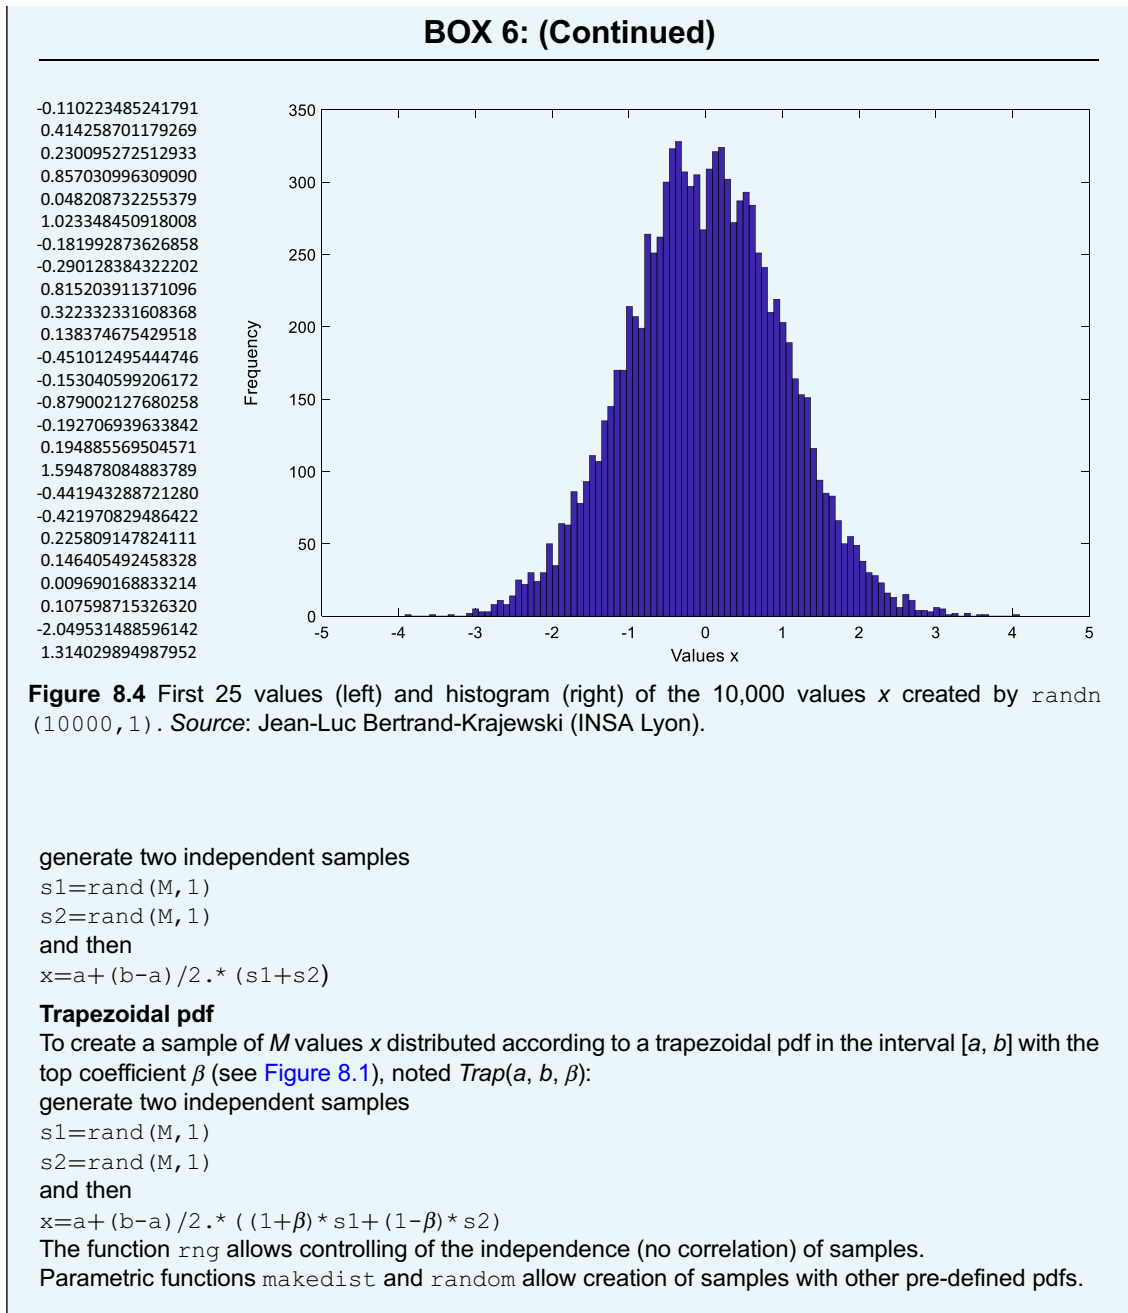 BOX 6: (Continued)
-0.110223485241791
0.414258701179269
0.230095272512933
0.857030996309090
0.048208732255379
1.023348450918008
-0.181992873626858
-0.290128384322202
0.815203911371096
0.322332331608368
0.138374675429518
-0.451012495444746
-0.153040599206172
-0.879002127680258
-0.192706939633842
0.194885569504571
1.594878084883789
-0.441943288721280
-0.421970829486422
0.225809147824111
0.146405492458328
0.009690168833214
0.107598715326320
-2.049531488596142
1.314029894987952
350
300
250
200
150
100
50
0
Frequency
-5 -4 -3 -2 -1 0 1 2 3 4 5
Values x
Figure 8.4 First 25 values (left) and histogram (right) of the 10,000 values x created by randn
(10000,1). Source: Jean-Luc Bertrand-Krajewski (INSA Lyon).
generate two independent samples
s1=rand(M,1)
s2=rand(M,1)
and then
x=a+(b-a)/2.*(s1+s2)
Trapezoidal pdf
To create a sample of M values x distributed according to a trapezoidal pdf in the interval [a, b] with the
top coefficient β (see Figure 8.1), noted Trap(a, b, β):
generate two independent samples
s1=rand(M,1)
s2=rand(M,1)
and then
x=a+(b-a)/2.*((1+β)*s1+(1-β)*s2)
The function rng allows controlling of the independence (no correlation) of samples.
Parametric functions makedist and random allow creation of samples with other pre-defined pdfs.